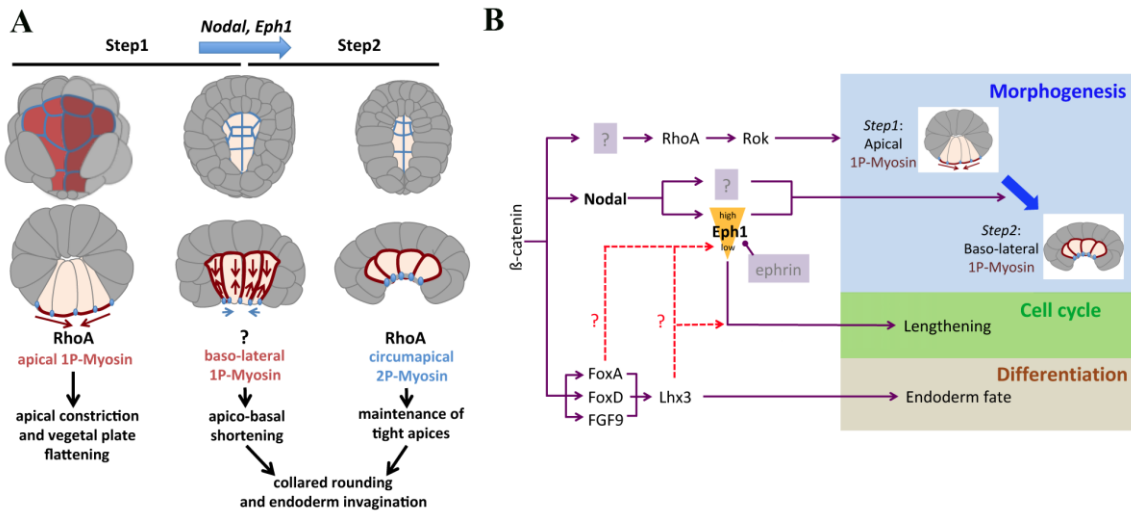 A
Nodal, Eph1
Step1
Step2
RhoA
apical 1P-Myosin
apical constriction
and vegetal plate
flattening
?
baso-lateral
1P-Myosin
apico-basal
shortening
RhoA
circumapical
2P-Myosin
maintenance of
tight apices
collared rounding
and endoderm invagination
B
Morphogenesis
? RhoA Rok
Step1:
Apical
1P-Myosin
Nodal
?
high
Eph1
low
ephrin
Step2:
Baso-lateral
1P-Myosin
ß-catenin
? ?
Cell cycle
Lengthening
Differentiation
FoxA
FoxD
FGF9
Lhx3
Endoderm fate